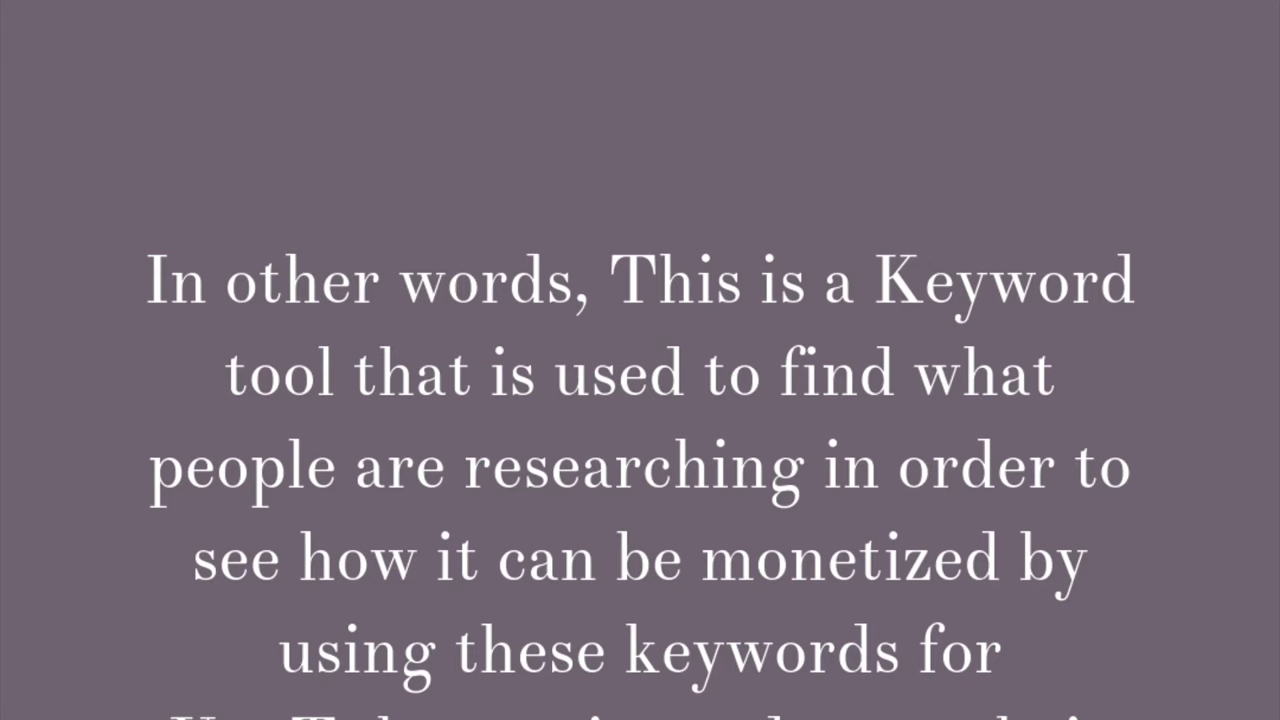 In other words, This is a Keyword
tool that is used to find what
people are researching in order to
see how it can be monetized by
using these keywords for